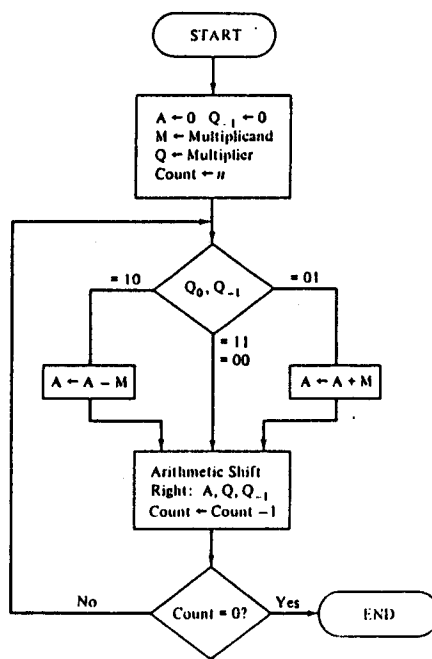 START
A ← 0 Q₋₁ ← 0
M ← Multiplicand
Q ← Multiplier
Count ← n
= 10
Q₀, Q₋₁
= 01
= 11
= 00
A ← A − M
A ← A + M
Arithmetic Shift
Right: A, Q, Q₋₁
Count ← Count −1
No
Count = 0?
Yes
END